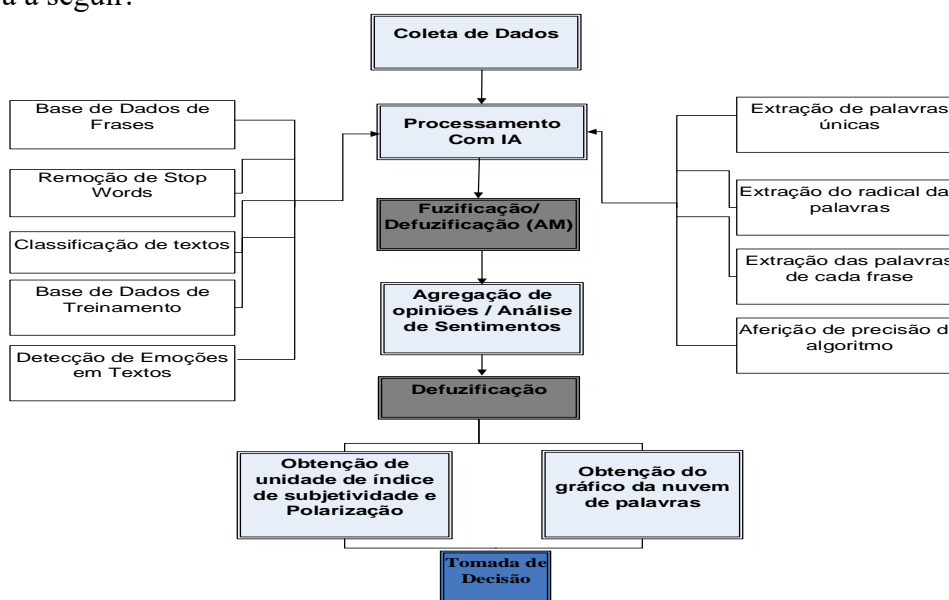 a a seguir:
Coleta de Dados
Processamento
Com IA
Fuzificação/
Defuzificação (AM)
Agregação de
opiniões / Análise
de Sentimentos
Defuzificação
Obtenção de
unidade de índice
de subjetividade e
Polarização
Obtenção do
gráfico da nuvem
de palavras
Tomada de
Decisão
Base de Dados de
Frases
Remoção de Stop
Words
Classificação de textos
Base de Dados de
Treinamento
Detecção de Emoções
em Textos
Extração de palavras
únicas
Extração do radical da
palavras
Extração das palavras
de cada frase
Aferição de precisão d
algoritmo